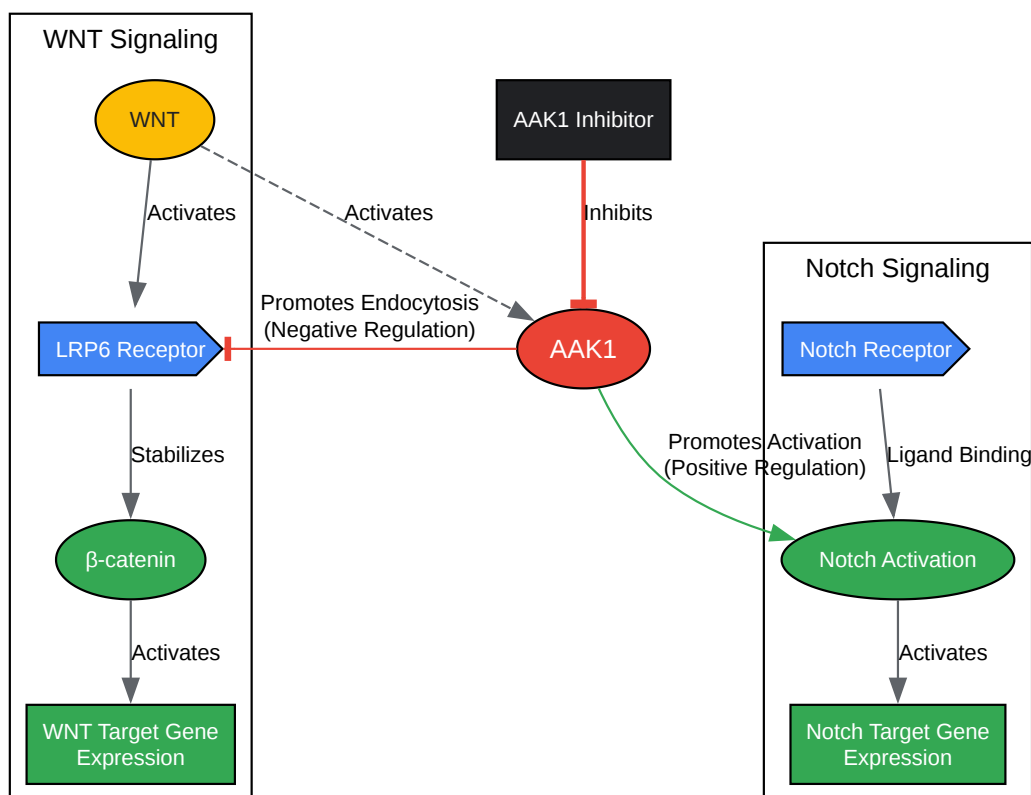 WNT Signaling
WNT
AAK1 Inhibitor
Activates
Activates
Inhibits
Notch Signaling
Promotes Endocytosis
(Negative Regulation)
LRP6 Receptor
AAK1
Notch Receptor
Stabilizes
Promotes Activation
(Positive Regulation)
Ligand Binding
β-catenin
Notch Activation
Activates
Activates
WNT Target Gene
Expression
Notch Target Gene
Expression